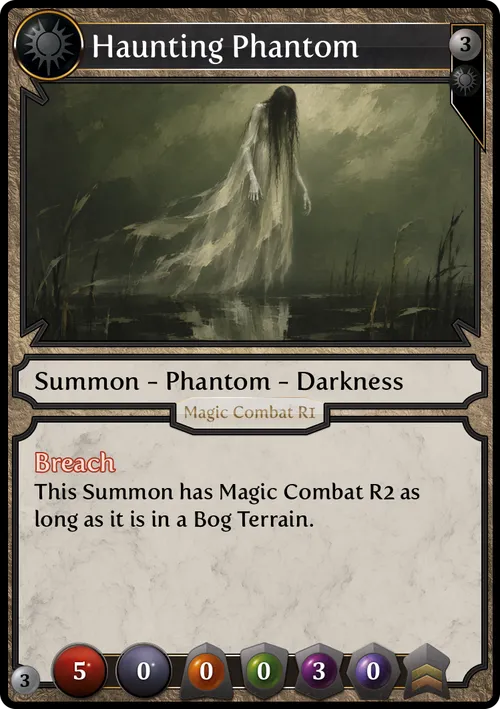 Haunting Phantom
3
Summon – Phantom – Darkness
Magic Combat R1
Breach
This Summon has Magic Combat R2 as
long as it is in a Bog Terrain.
3
5*
0*
0
0
3
0